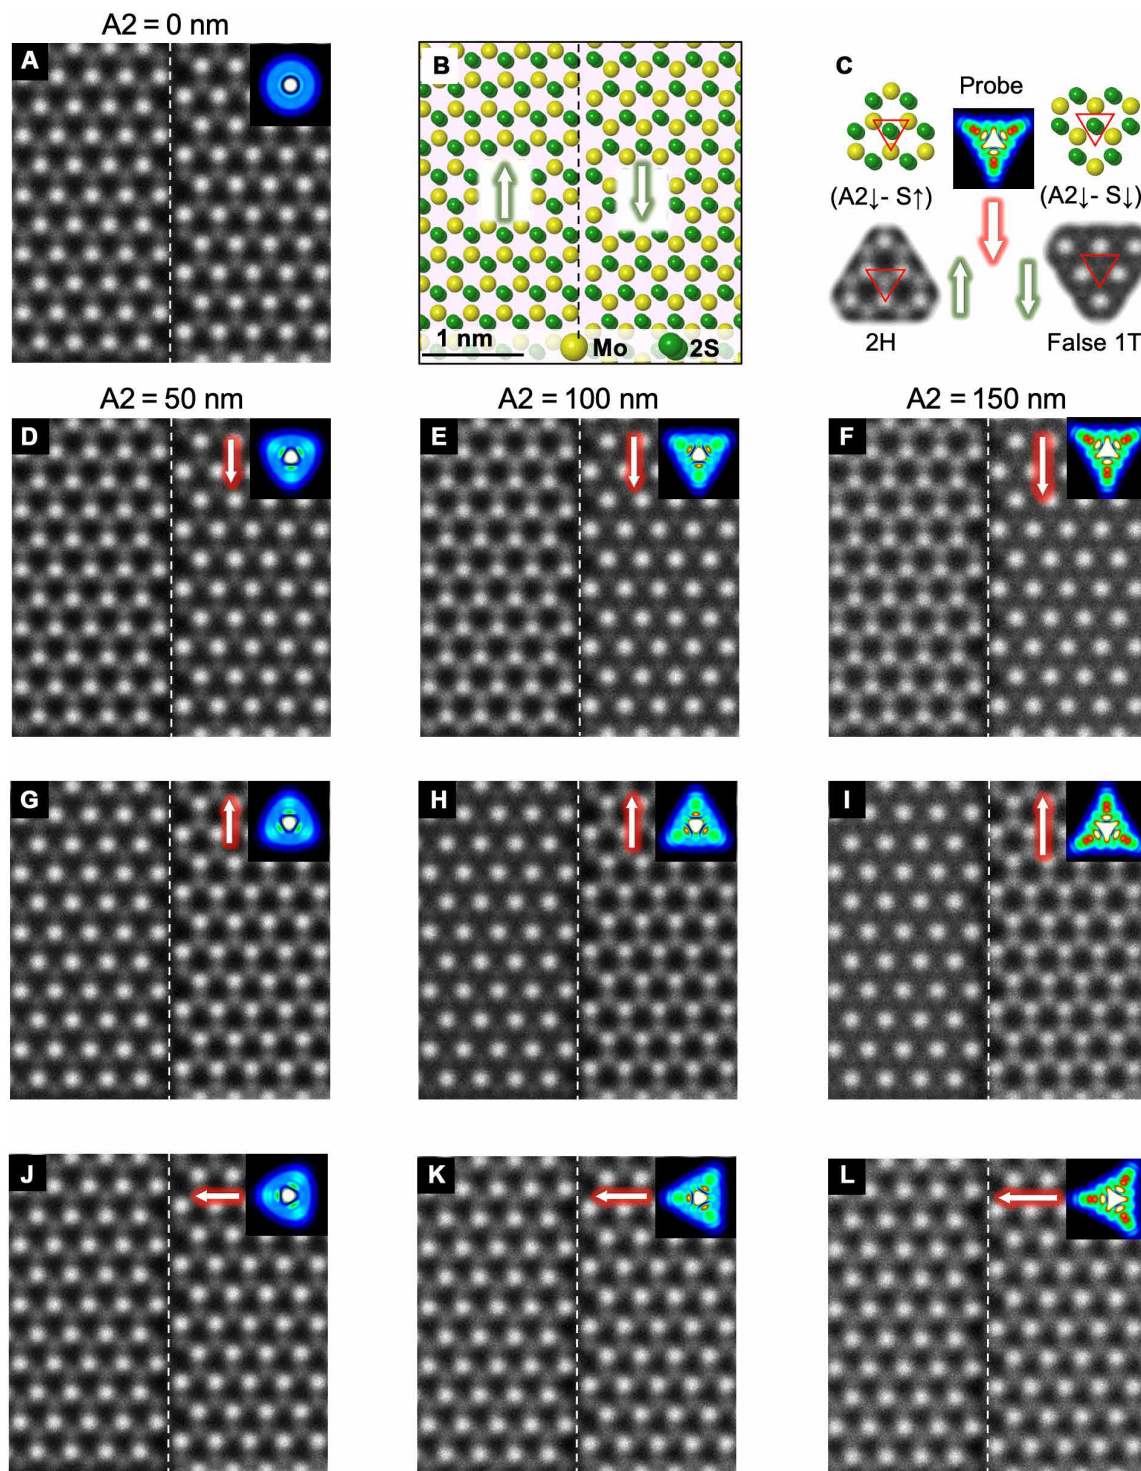 A2 = 0 nm
A
B
C
Probe
(A2↓- S↑)
(A2↓- S↓)
2H
False 1T
1 nm
Mo
2S
A2 = 50 nm
A2 = 100 nm
A2 = 150 nm
D
E
F
G
H
I
J
K
L